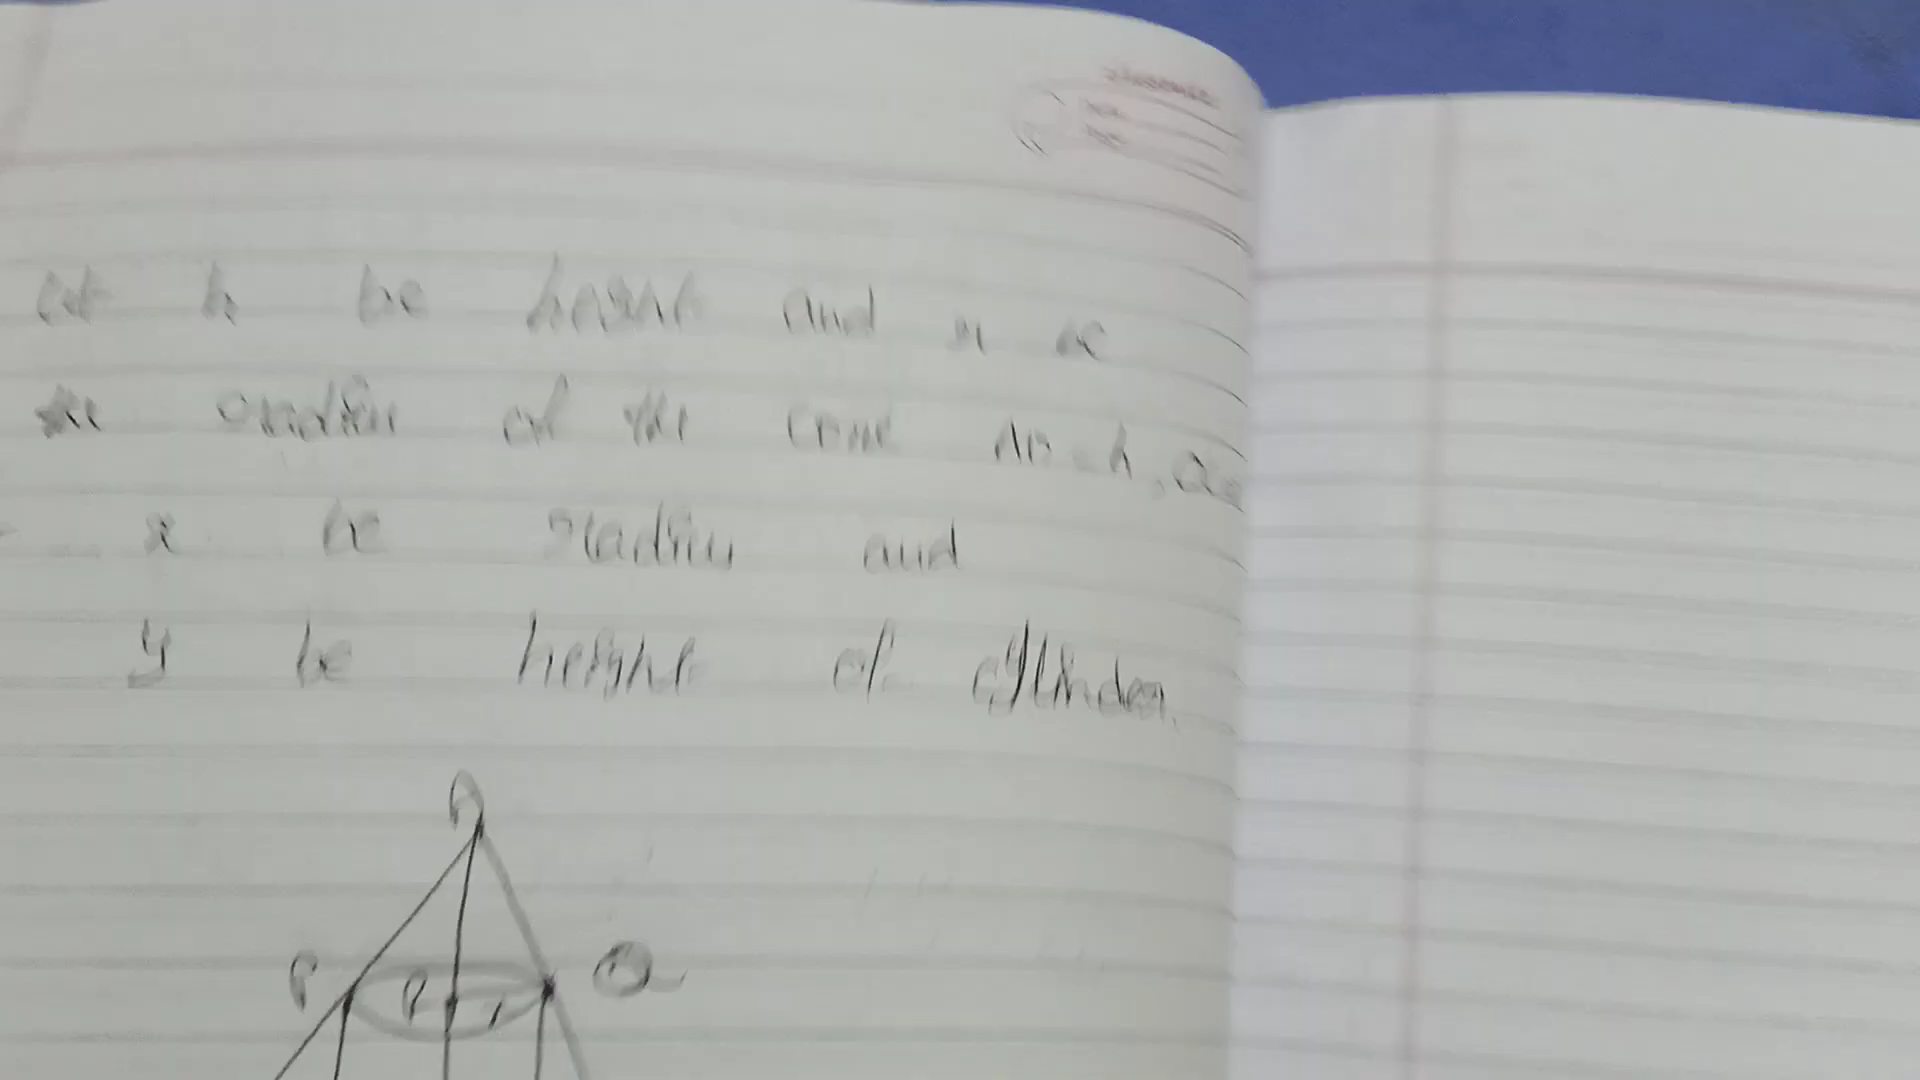 Let h be height and r be
the radius of the cone AO = h,
x be radius and
y be height of cylinder.
A
P
Q